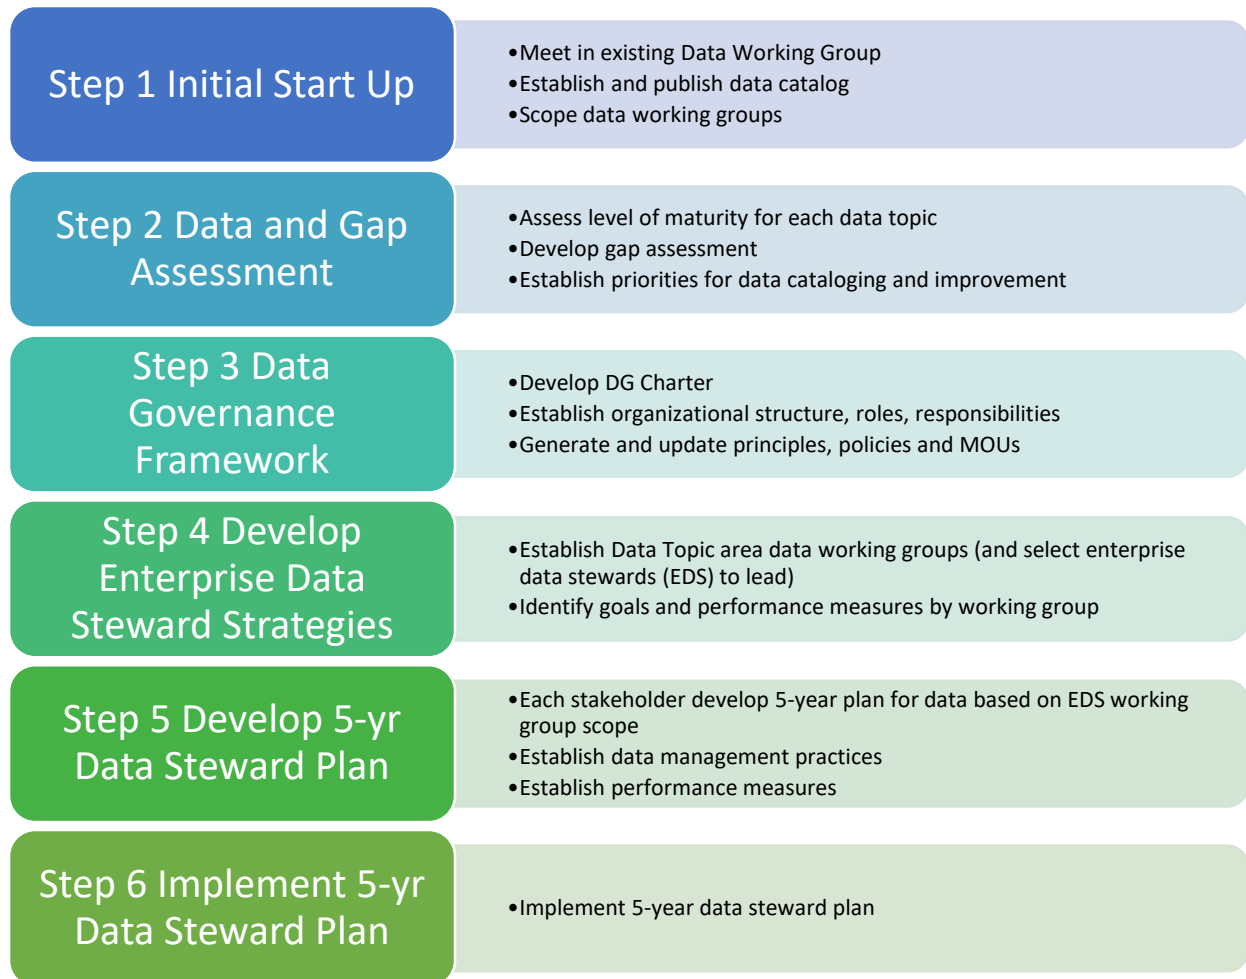 Step 1 Initial Start Up
•Meet in existing Data Working Group
•Establish and publish data catalog
•Scope data working groups
Step 2 Data and Gap
Assessment
•Assess level of maturity for each data topic
•Develop gap assessment
•Establish priorities for data cataloging and improvement
Step 3 Data
Governance
Framework
•Develop DG Charter
•Establish organizational structure, roles, responsibilities
•Generate and update principles, policies and MOUs
Step 4 Develop
Enterprise Data
Steward Strategies
•Establish Data Topic area data working groups (and select enterprise
data stewards (EDS) to lead)
•Identify goals and performance measures by working group
Step 5 Develop 5-yr
Data Steward Plan
•Each stakeholder develop 5-year plan for data based on EDS working
group scope
•Establish data management practices
•Establish performance measures
Step 6 Implement 5-yr
Data Steward Plan
•Implement 5-year data steward plan